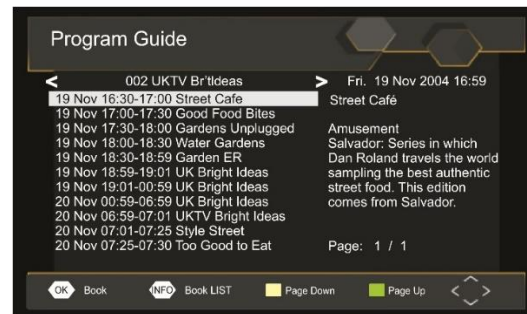 Program Guide
< 002 UKTV Br'tIdeas >
Fri. 19 Nov 2004 16:59
19 Nov 16:30-17:00 Street Cafe
19 Nov 17:00-17:30 Good Food Bites
19 Nov 17:30-18:00 Gardens Unplugged
19 Nov 18:00-18:30 Water Gardens
19 Nov 18:30-18:59 Garden ER
19 Nov 18:59-19:01 UK Bright Ideas
19 Nov 19:01-00:59 UK Bright Ideas
20 Nov 00:59-06:59 UK Bright Ideas
20 Nov 06:59-07:01 UKTV Bright Ideas
20 Nov 07:01-07:25 Style Street
20 Nov 07:25-07:30 Too Good to Eat
Street Café
Amusement
Salvador: Series in which
Dan Roland travels the world
sampling the best authentic
street food. This edition
comes from Salvador.
Page: 1 / 1
OK Book INFO Book LIST Page Down Page Up